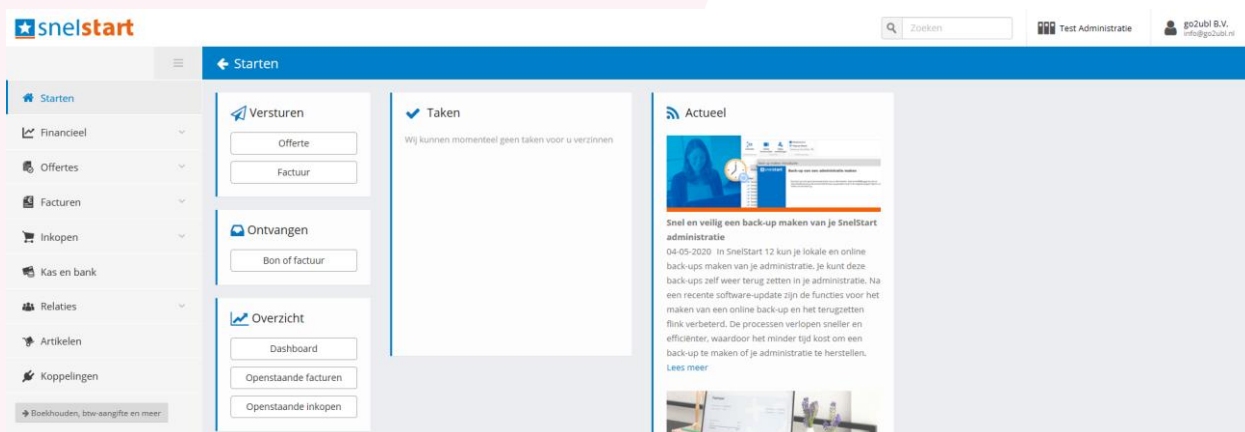 snelstart
Zoeken
Test Administratie
go2ubl B.V.
info@go2ubl.nl
Starten
Starten
Financieel
Offertes
Facturen
Inkopen
Kas en bank
Relaties
Artikelen
Koppelingen
Boekhouden, btw-aangifte en meer
Versturen
Offerte
Factuur
Ontvangen
Bon of factuur
Overzicht
Dashboard
Openstaande facturen
Openstaande inkopen
Taken
Wij kunnen momenteel geen taken voor u verzinnen
Actueel
Snel en veilig een back-up maken van je SnelStart
administratie
04-05-2020 In SnelStart 12 kun je lokale en online
back-ups maken van je administratie. Je kunt deze
back-ups zelf weer terug zetten in je administratie. Na
een recente software-update zijn de functies voor het
maken van een online back-up en het terugzetten
flink verbeterd. De processen verlopen sneller en
efficiënter, waardoor het minder tijd kost om een
back-up te maken of je administratie te herstellen.
Lees meer